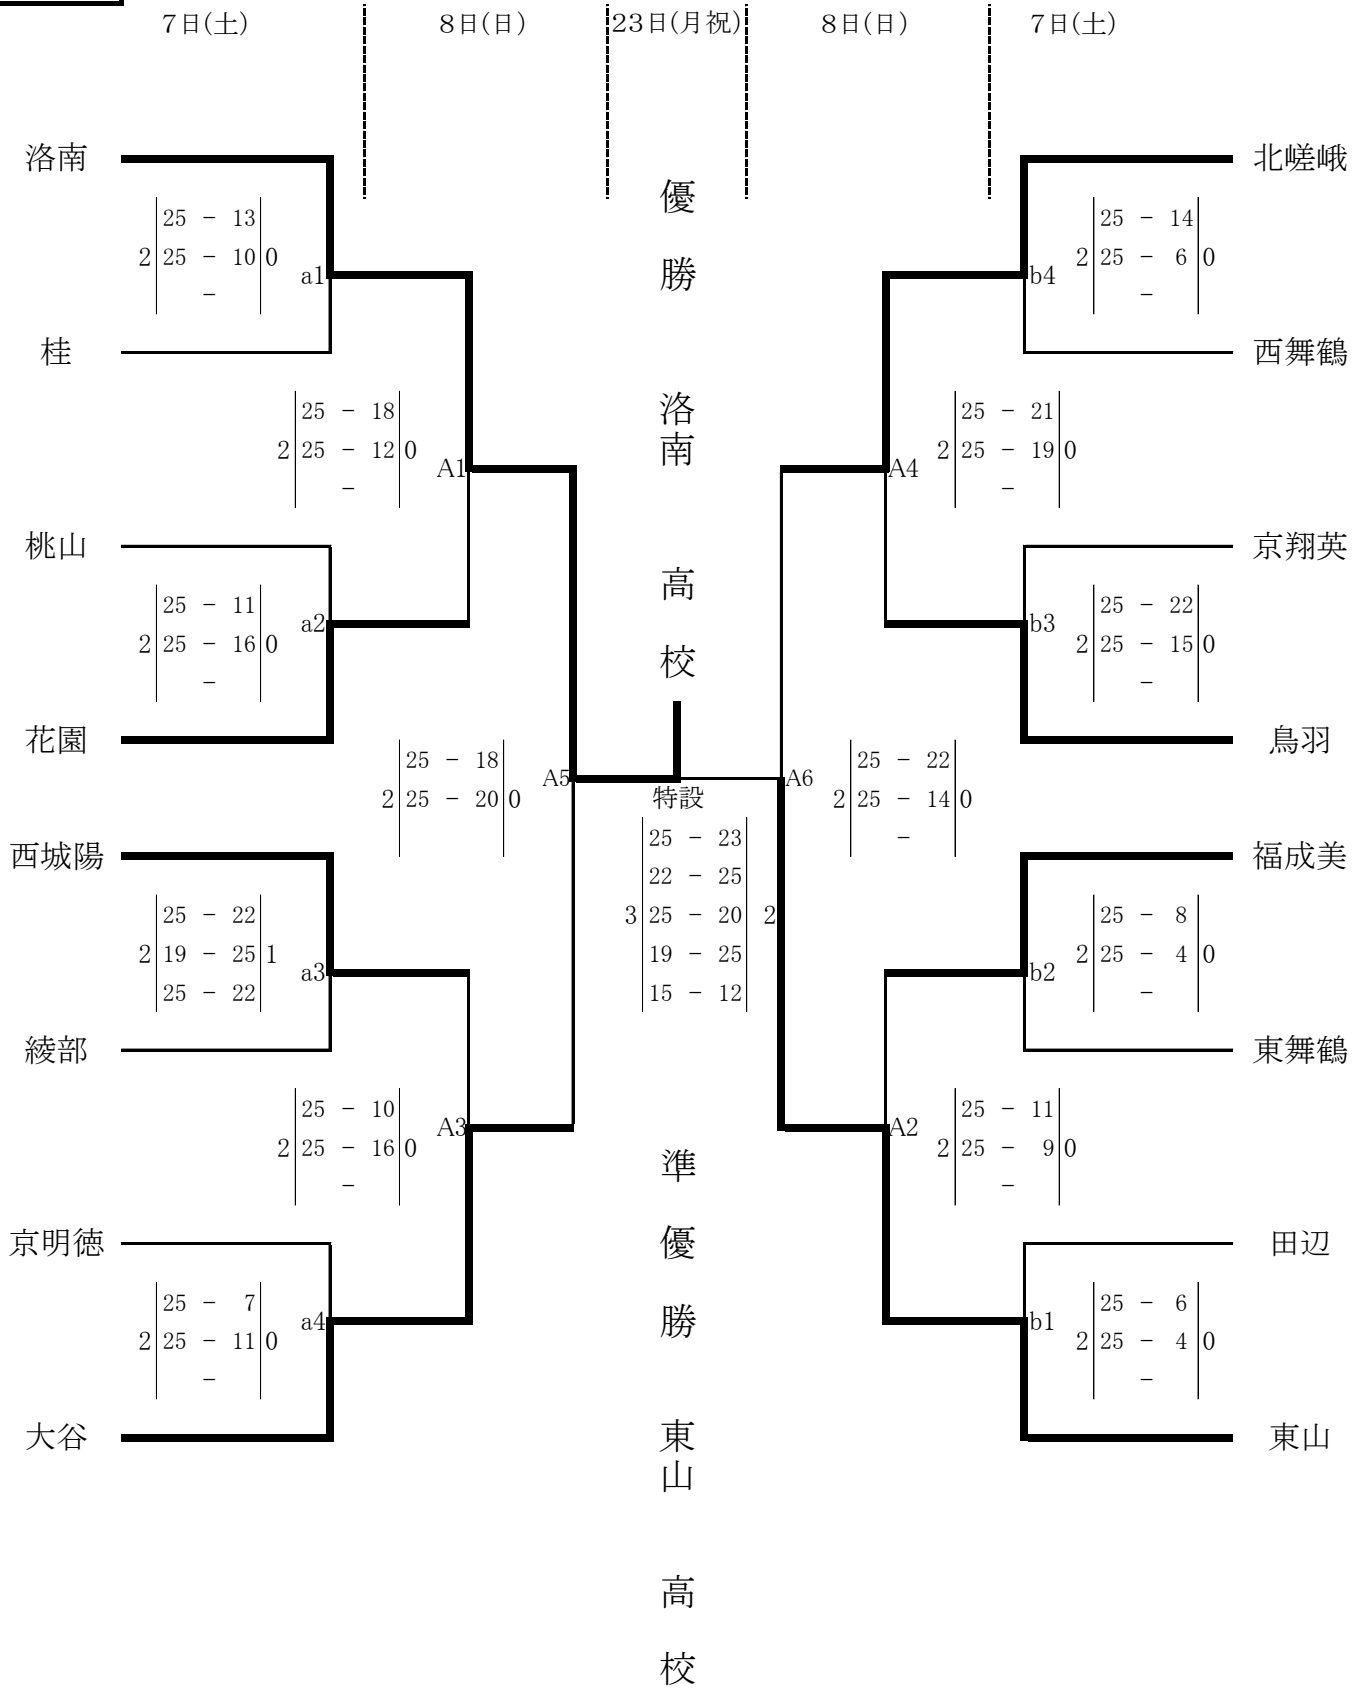 7日(土) 8日(日) 23日(月祝) 8日(日) 7日(土)
洛南
25 － 13
2 25 － 10 0
－
a1
桂
25 － 18
2 25 － 12 0
－
A1
桃山
25 － 11
2 25 － 16 0
－
a2
花園
25 － 18
2 25 － 20 0
A5
西城陽
25 － 22
2 19 － 25 1
25 － 22
a3
綾部
25 － 10
2 25 － 16 0
－
A3
京明徳
25 － 7
2 25 － 11 0
－
a4
大谷
優勝
洛南
高校
特設
25 － 23
22 － 25
3 25 － 20 2
19 － 25
15 － 12
準優勝
東山
高校
北嵯峨
25 － 14
2 25 － 6 0
－
b4
西舞鶴
25 － 21
2 25 － 19 0
－
A4
京翔英
25 － 22
2 25 － 15 0
－
b3
鳥羽
25 － 22
2 25 － 14 0
－
A6
福成美
25 － 8
2 25 － 4 0
－
b2
東舞鶴
25 － 11
2 25 － 9 0
－
A2
田辺
25 － 6
2 25 － 4 0
－
b1
東山